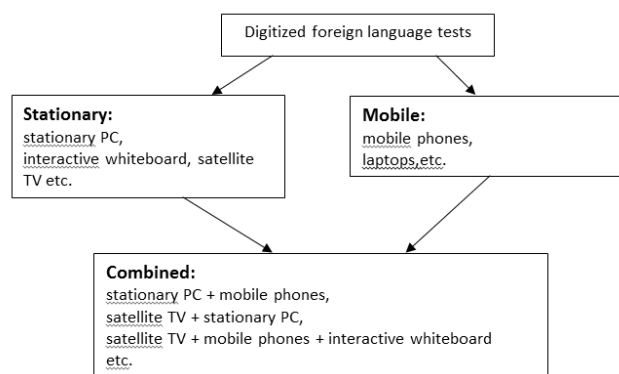 Digitized foreign language tests
Stationary:
stationary PC,
interactive whiteboard, satellite
TV etc.
Mobile:
mobile phones,
laptops,etc.
Combined:
stationary PC + mobile phones,
satellite TV + stationary PC,
satellite TV + mobile phones + interactive whiteboard
etc.